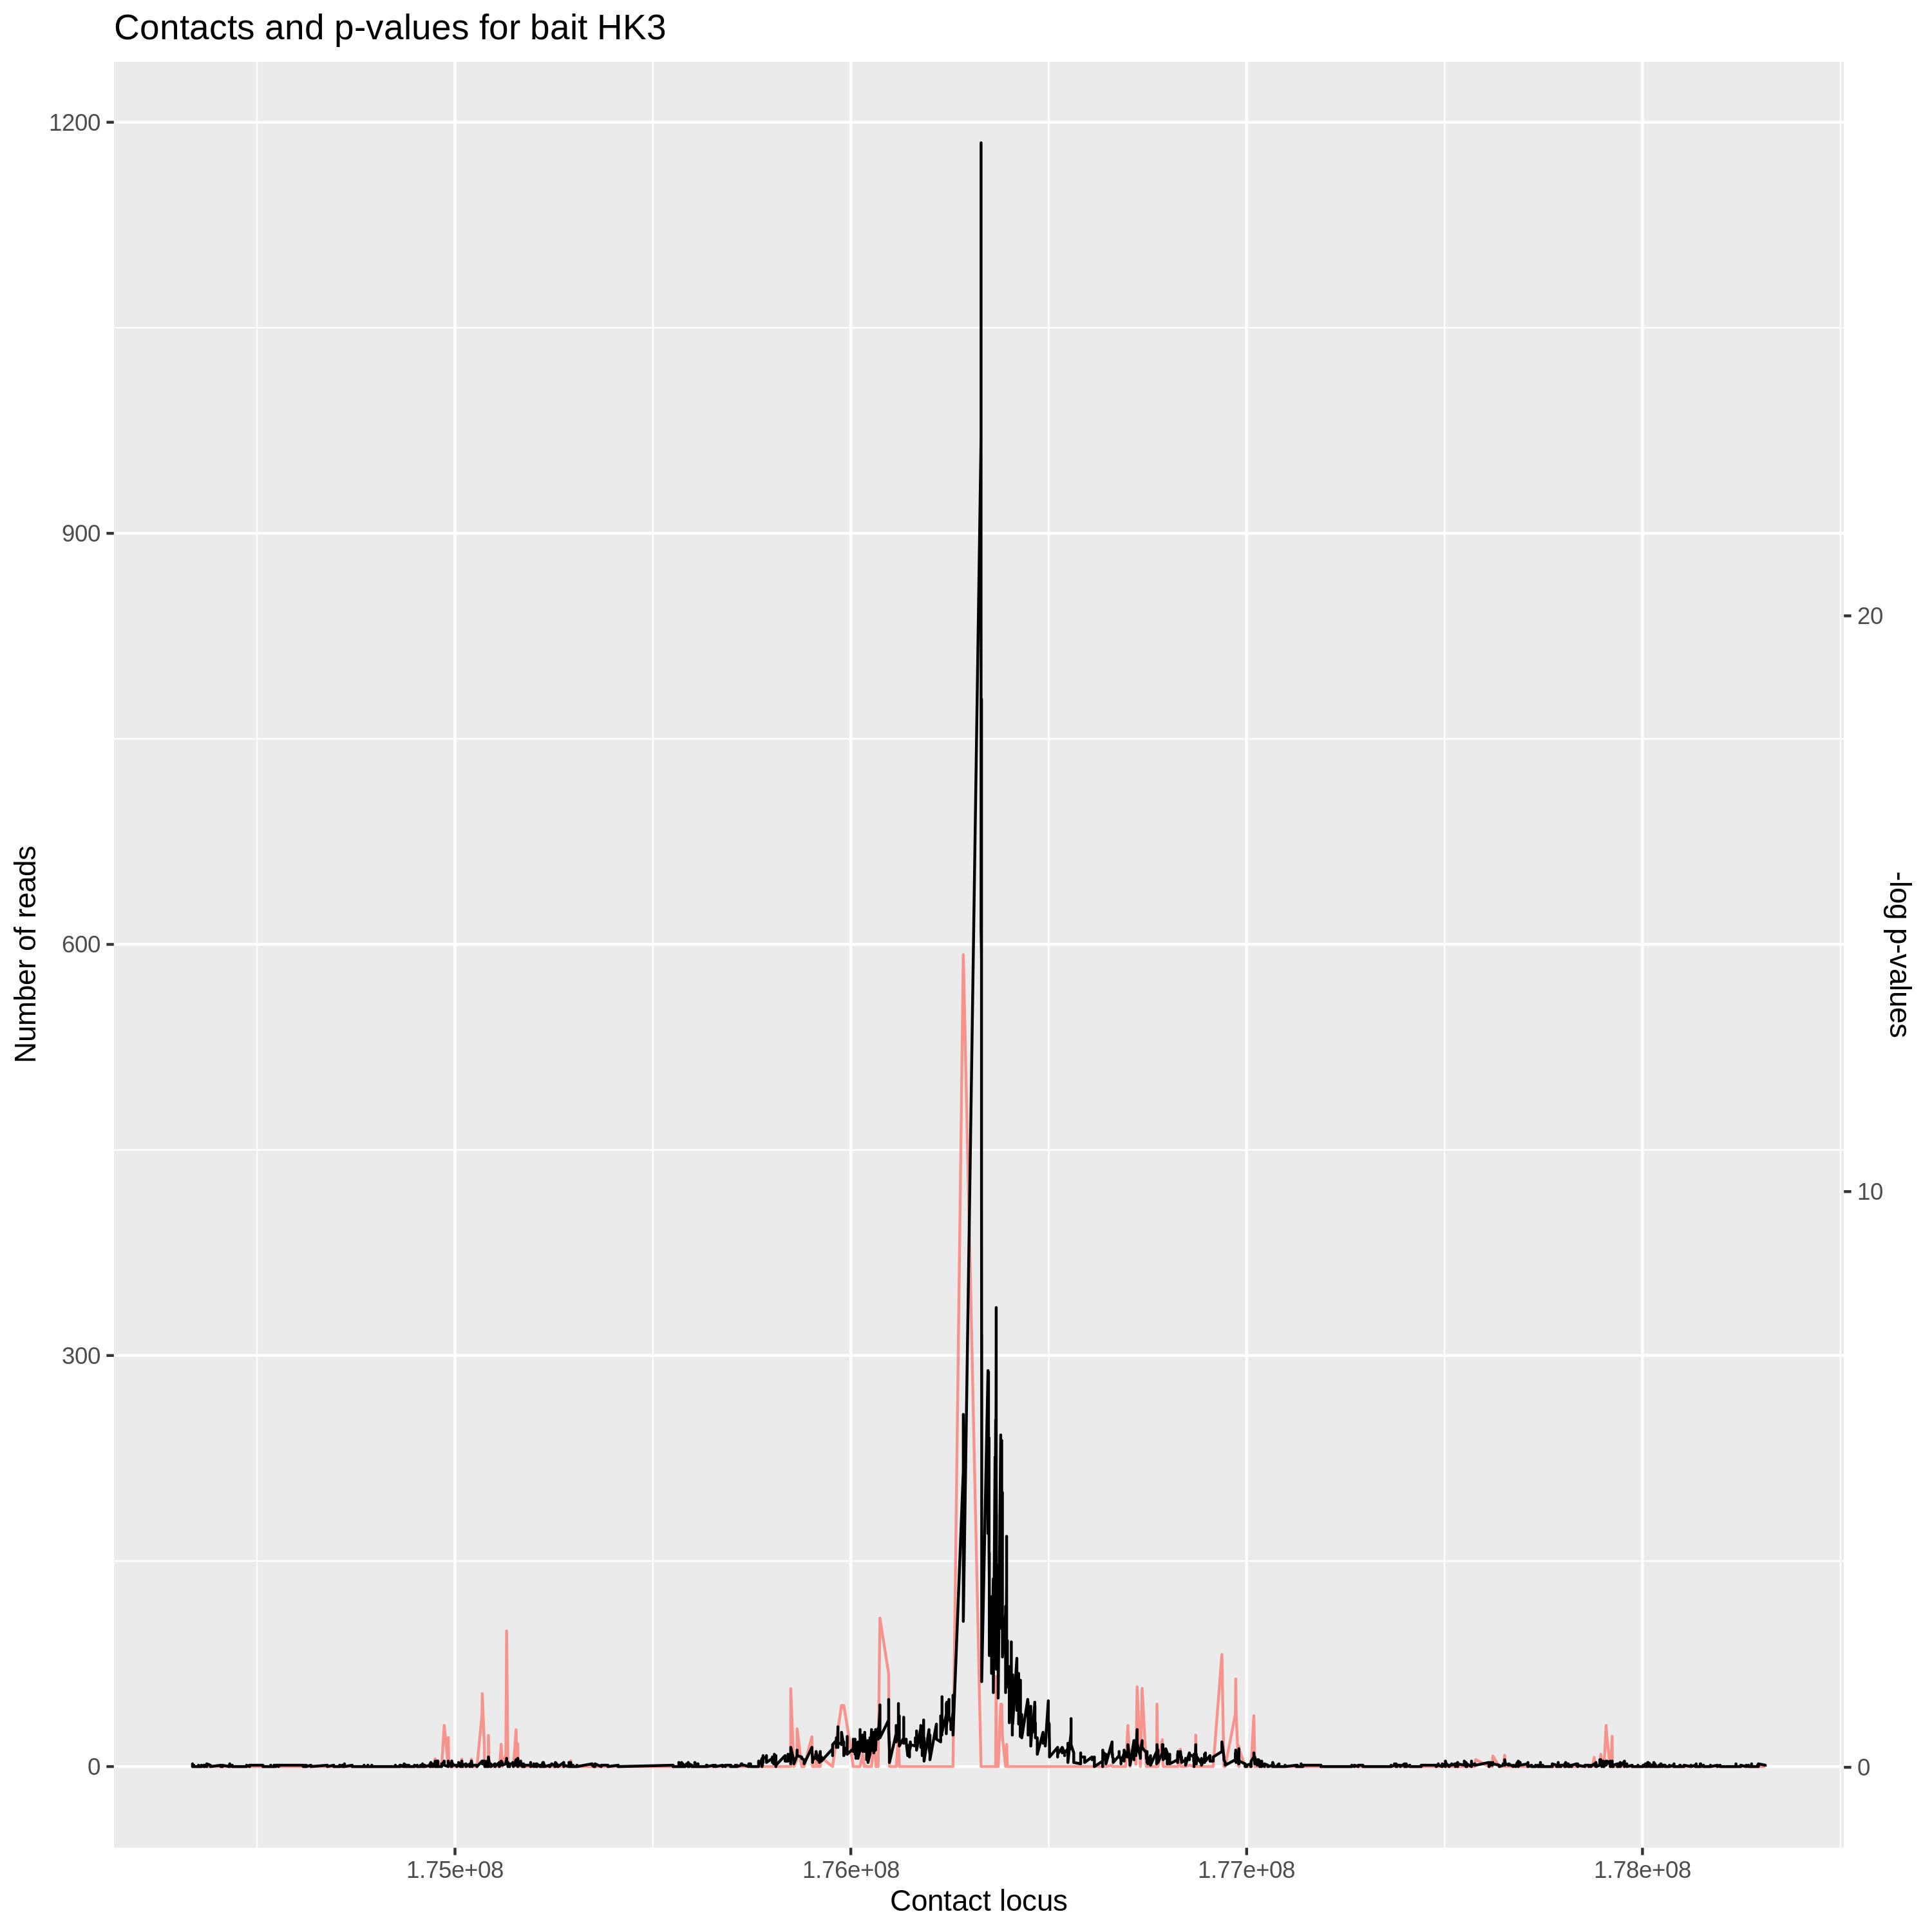 Contacts and p-values for bait HK3
1200
900
600
300
0
Number of reads
20
10
0
-log p-values
1.75e+08
1.76e+08
1.77e+08
1.78e+08
Contact locus